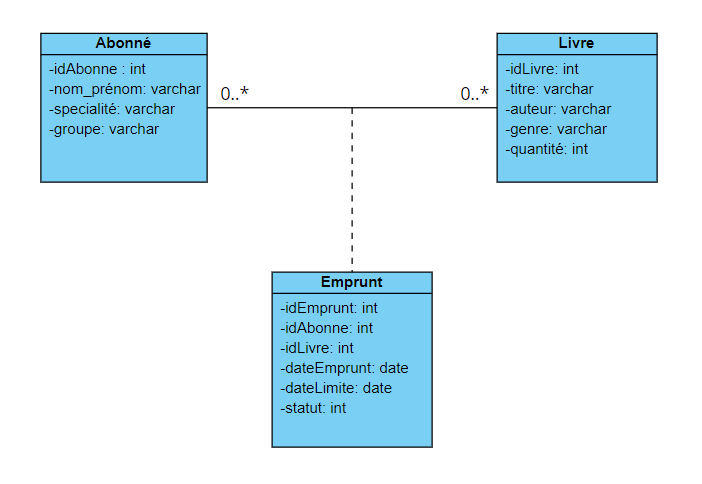 Abonné
-idAbonne : int
-nom_prénom: varchar
-specialité: varchar
-groupe: varchar
0..*
0..*
Livre
-idLivre: int
-titre: varchar
-auteur: varchar
-genre: varchar
-quantité: int
Emprunt
-idEmprunt: int
-idAbonne: int
-idLivre: int
-dateEmprunt: date
-dateLimite: date
-statut: int